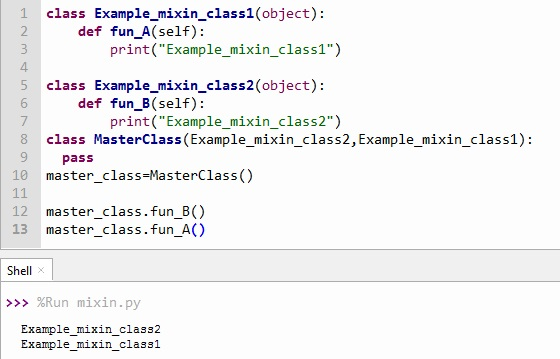 1 class Example_mixin_class1(object):
2     def fun_A(self):
3         print("Example_mixin_class1")
4
5 class Example_mixin_class2(object):
6     def fun_B(self):
7         print("Example_mixin_class2")
8 class MasterClass(Example_mixin_class2,Example_mixin_class1):
9   pass
10 master_class=MasterClass()
11
12 master_class.fun_B()
13 master_class.fun_A()
Shell ×
>>> %Run mixin.py
Example_mixin_class2
Example_mixin_class1